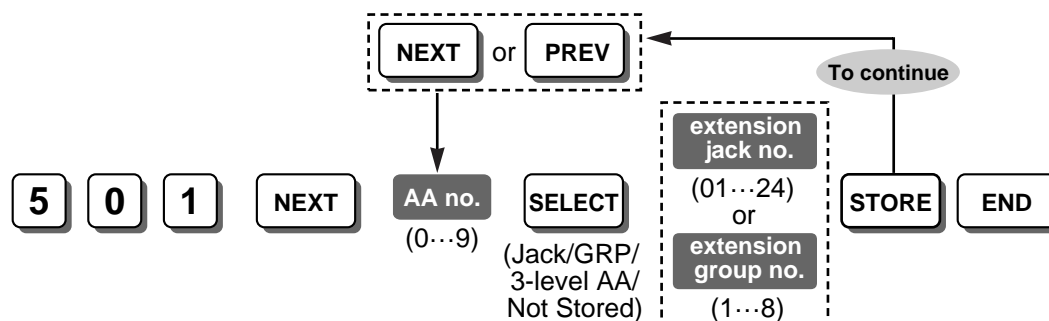 NEXT or PREV
To continue
extension
jack no.
5 0 1 NEXT AA no. SELECT (01···24) STORE END
(0···9) or
(Jack/GRP/
3-level AA/
Not Stored)
extension
group no.
(1···8)